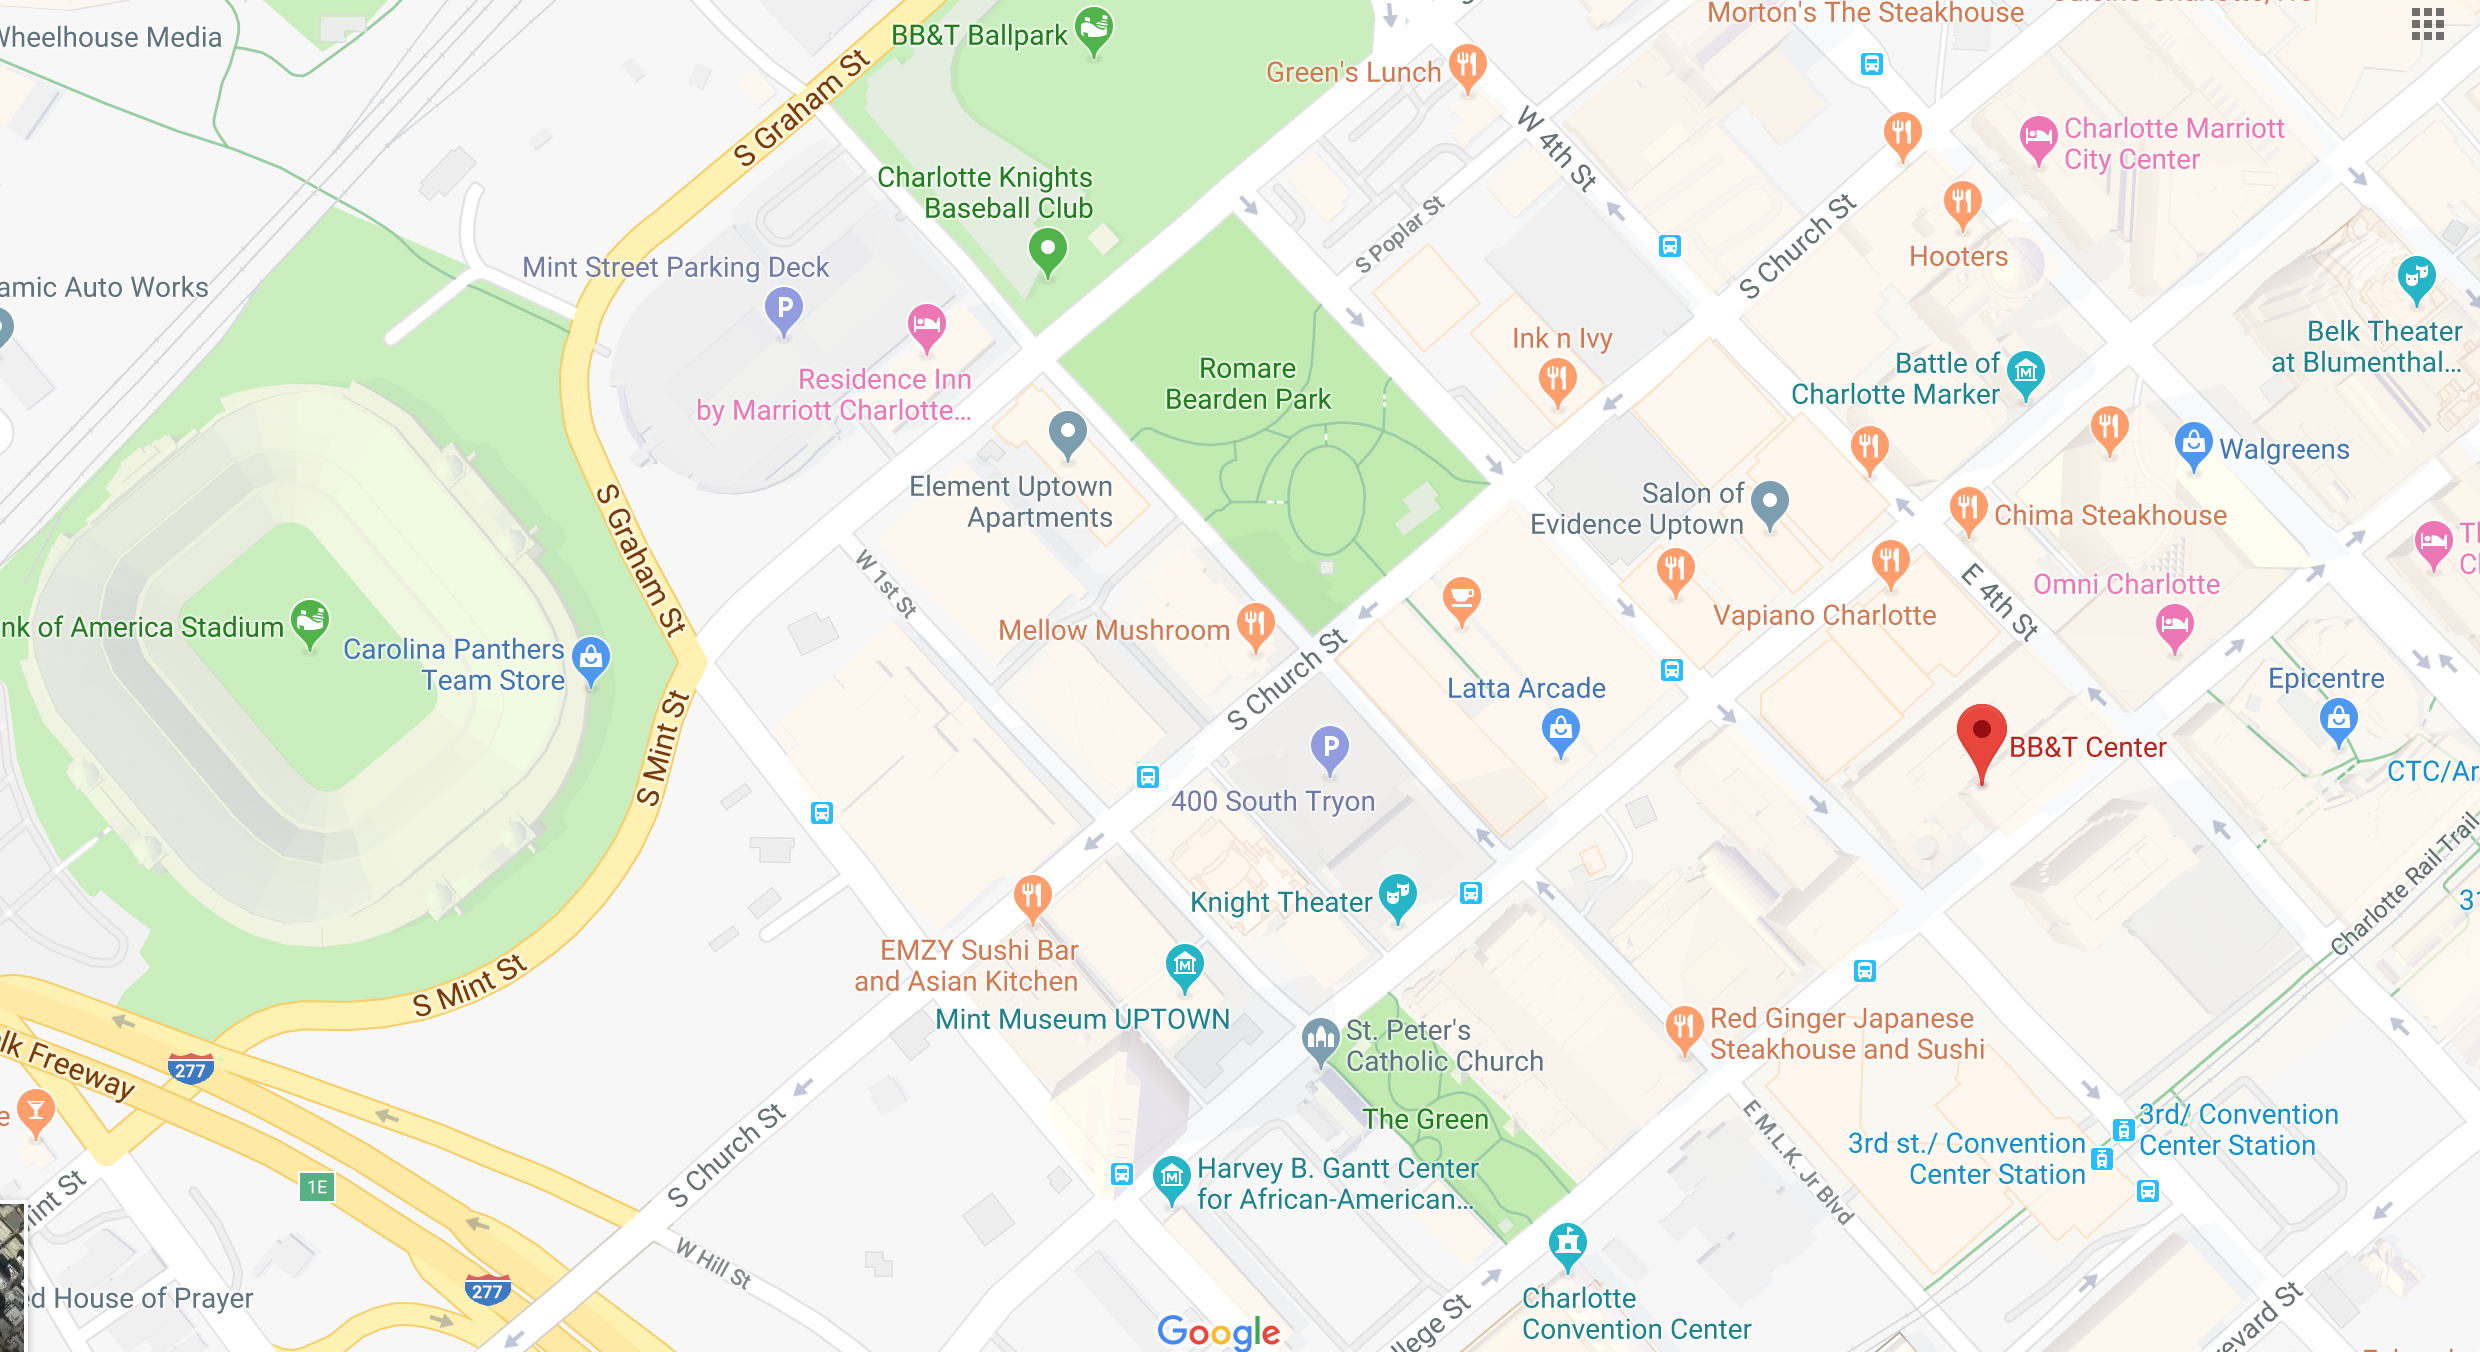 Morton's The Steakhouse
Wheelhouse Media
BB&T Ballpark
Green's Lunch
S Graham St
W 4th St
Charlotte Marriott
City Center
Charlotte Knights
Baseball Club
S Poplar St
S Church St
Hooters
Mint Street Parking Deck
amic Auto Works
Residence Inn
by Marriott Charlotte...
Romare
Bearden Park
Ink n Ivy
Battle of
Charlotte Marker
Belk Theater
at Blumenthal...
Walgreens
Element Uptown
Apartments
Salon of
Evidence Uptown
Chima Steakhouse
S Graham St
W 1st St
E 4th St
Omni Charlotte
Vapiano Charlotte
nk of America Stadium
Carolina Panthers
Team Store
Mellow Mushroom
S Church St
Latta Arcade
Epicentre
S Mint St
BB&T Center
CTC/Ar
400 South Tryon
Knight Theater
Charlotte Rail Trail
EMZY Sushi Bar
and Asian Kitchen
S Mint St
Mint Museum UPTOWN
St. Peter's
Catholic Church
Red Ginger Japanese
Steakhouse and Sushi
lk Freeway
277
The Green
E M.L.K. Jr Blvd
3rd/ Convention
Center Station
3rd st./ Convention
Center Station
S Church St
1E
Harvey B. Gantt Center
for African-American...
W Hill St
277
ed House of Prayer
Charlotte
Convention Center
llege St
evard St
Google